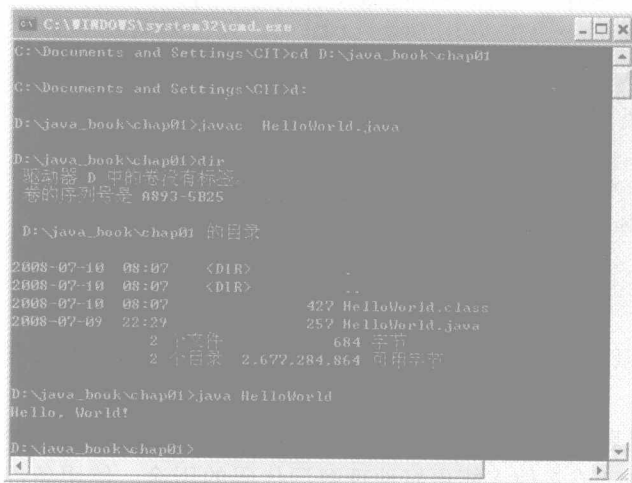 C:\WINDOWS\system32\cmd.exe
C:\Documents and Settings\CIT>cd D:\java_book\chap01
C:\Documents and Settings\CIT>d:
D:\java_book\chap01>javac HelloWorld.java
D:\java_book\chap01>dir
驱动器 D 中的卷没有标签。
卷的序列号是 A893-5B25
D:\java_book\chap01 的目录
2008-07-10 08:07 <DIR> .
2008-07-10 08:07 <DIR> ..
2008-07-10 08:07 427 HelloWorld.class
2008-07-09 22:29 257 HelloWorld.java
2 个文件 684 字节
2 个目录 2,677,284,864 可用字节
D:\java_book\chap01>java HelloWorld
Hello, World!
D:\java_book\chap01>